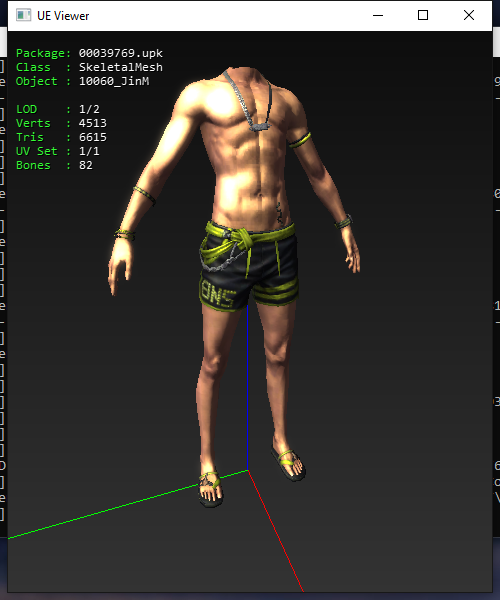 UE Viewer
Package: 00039769.upk
Class : SkeletalMesh
Object : 10060_JinM
LOD : 1/2
Verts : 4513
Tris : 6615
UV Set : 1/1
Bones : 82
BNS